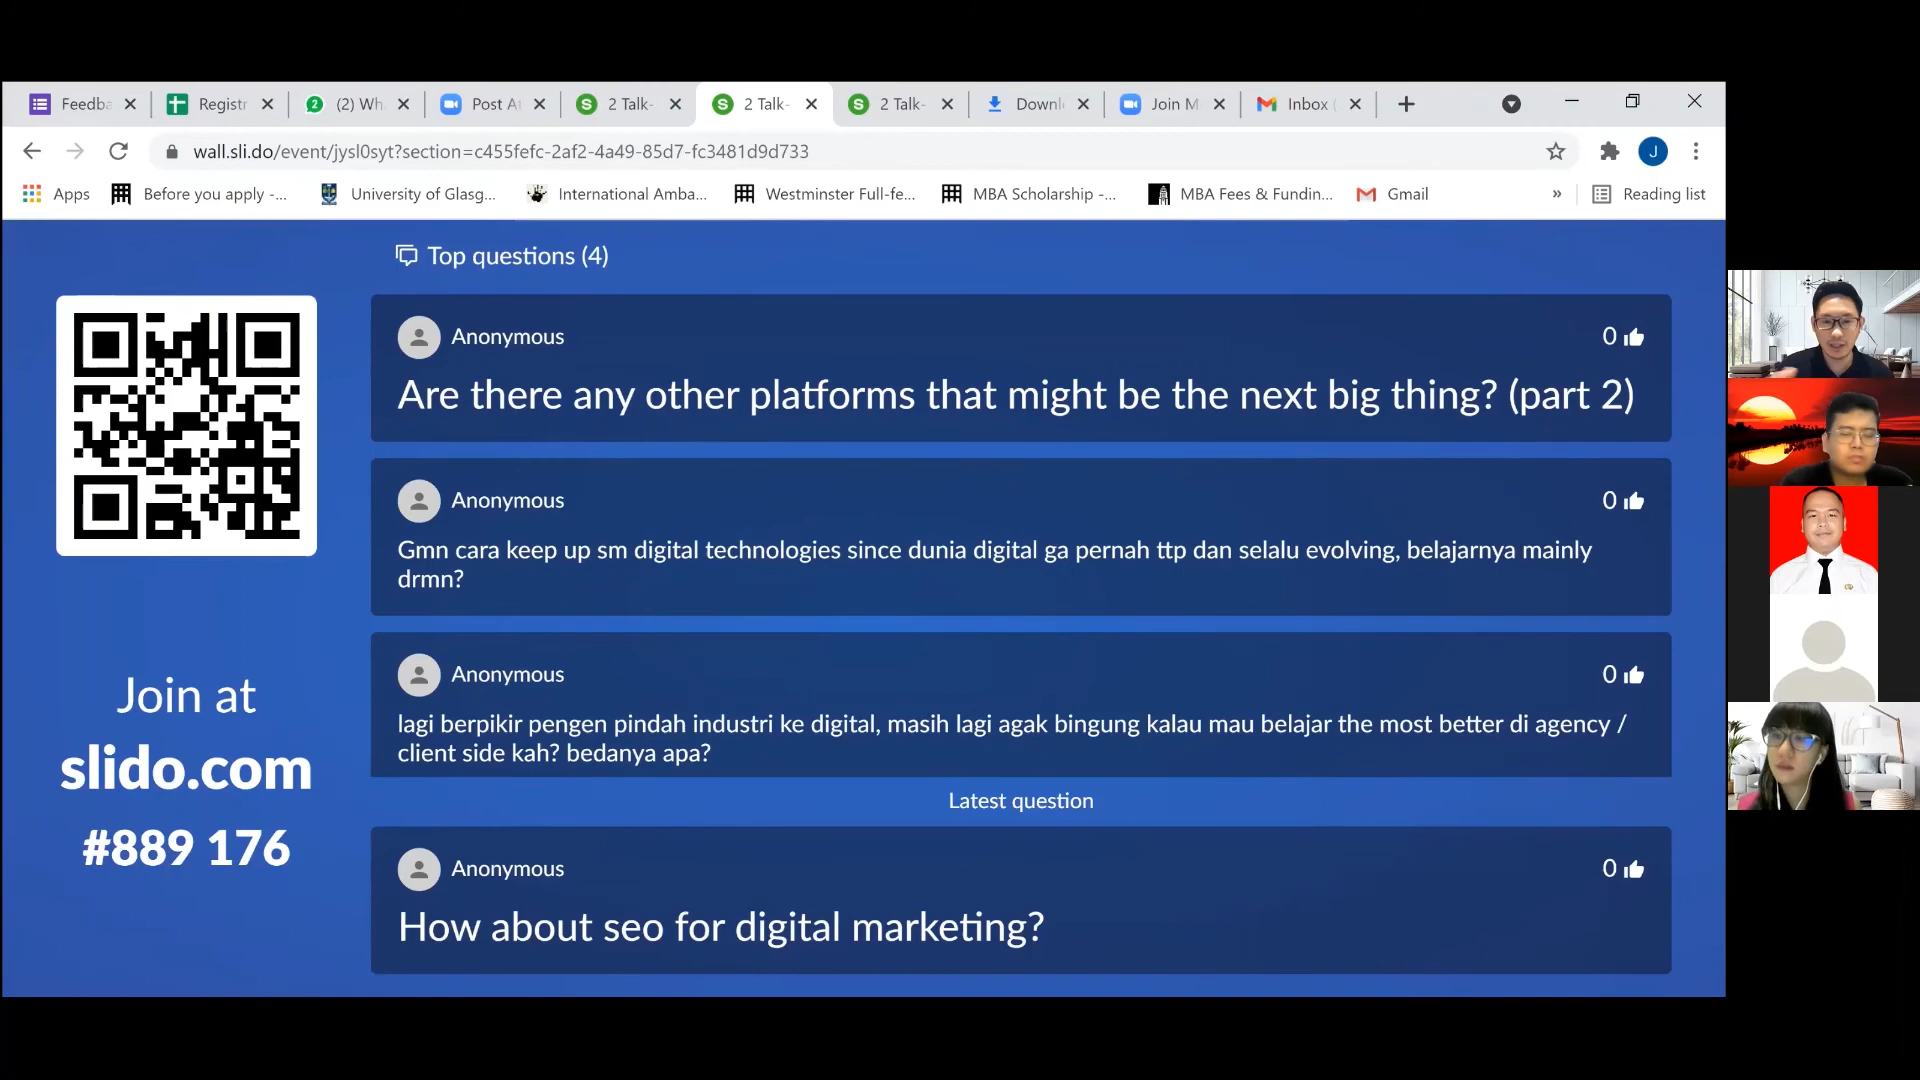 Feedba
Registr
(2) Wh
Post A
2 Talk-
2 Talk-
2 Talk-
Downl
Join M
Inbox (
wall.sli.do/event/jysl0syt?section=c455fefc-2af2-4a49-85d7-fc3481d9d733
J
Apps
Before you apply -...
University of Glasg...
International Amba...
Westminster Full-fe...
MBA Scholarship -...
MBA Fees & Fundin...
Gmail
»
Reading list
Top questions (4)
Anonymous
0
Are there any other platforms that might be the next big thing? (part 2)
Anonymous
0
Gmn cara keep up sm digital technologies since dunia digital ga pernah ttp dan selalu evolving, belajarnya mainly
drmn?
Anonymous
0
lagi berpikir pengen pindah industri ke digital, masih lagi agak bingung kalau mau belajar the most better di agency /
client side kah? bedanya apa?
Latest question
Anonymous
0
How about seo for digital marketing?
Join at
slido.com
#889 176